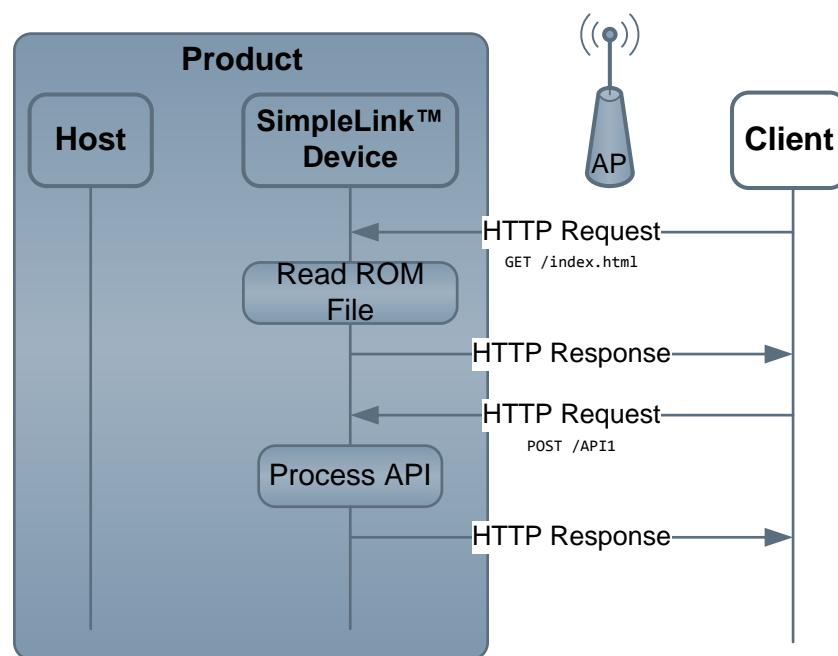 Product
Host
SimpleLink™
Device
AP
Client
HTTP Request
GET /index.html
Read ROM
File
HTTP Response
HTTP Request
POST /API1
Process API
HTTP Response